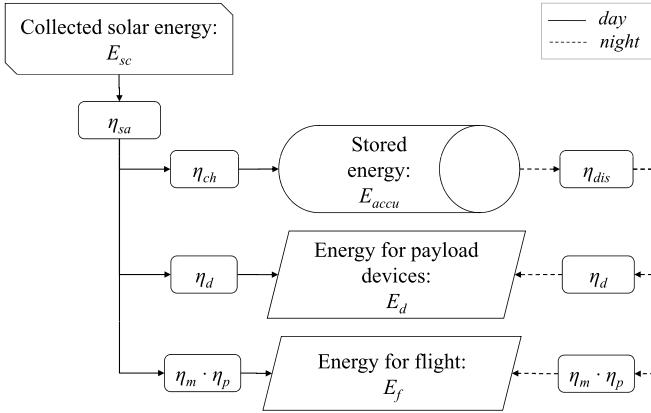 Collected solar energy:
E_sc
day
night
η_sa
η_ch
Stored
energy:
E_accu
η_dis
η_d
Energy for payload
devices:
E_d
η_d
η_m · η_p
Energy for flight:
E_f
η_m · η_p